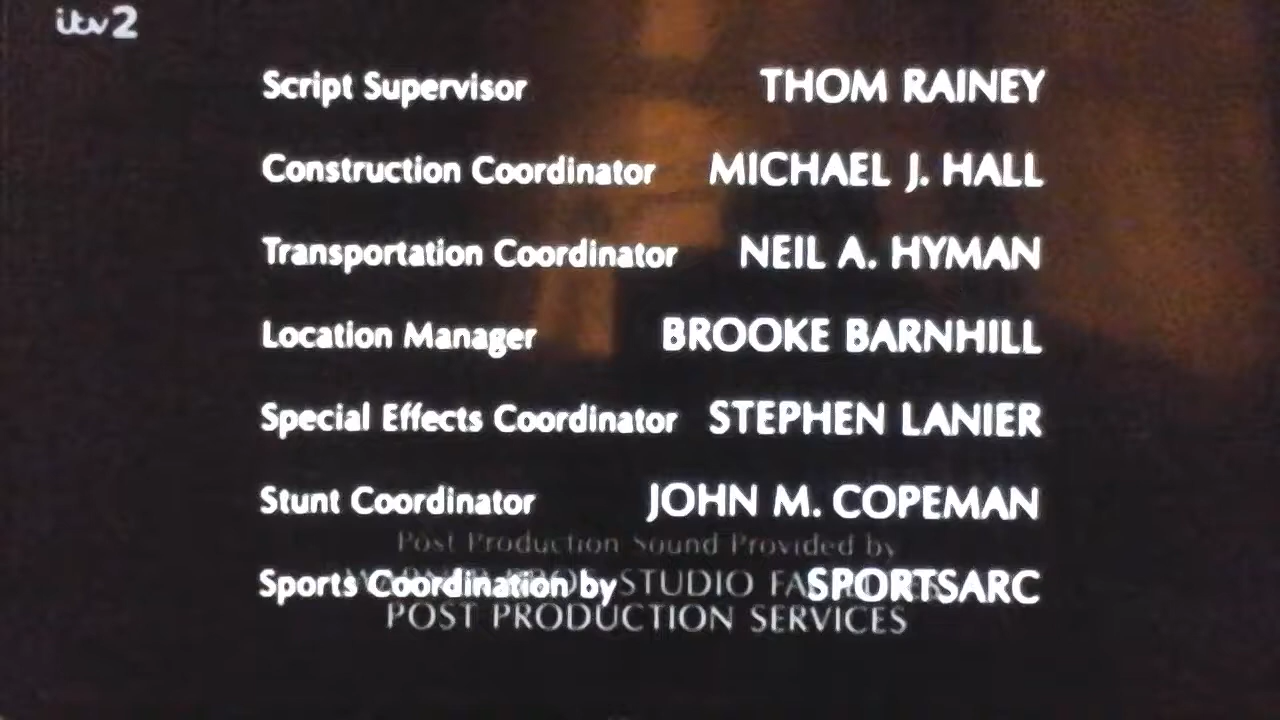 itv2
Script Supervisor THOM RAINEY
Construction Coordinator MICHAEL J. HALL
Transportation Coordinator NEIL A. HYMAN
Location Manager BROOKE BARNHILL
Special Effects Coordinator STEPHEN LANIER
Stunt Coordinator JOHN M. COPEMAN
Post Production Sound Provided by
Sports Coordination by SPORTSARC
STUDIO
POST PRODUCTION SERVICES